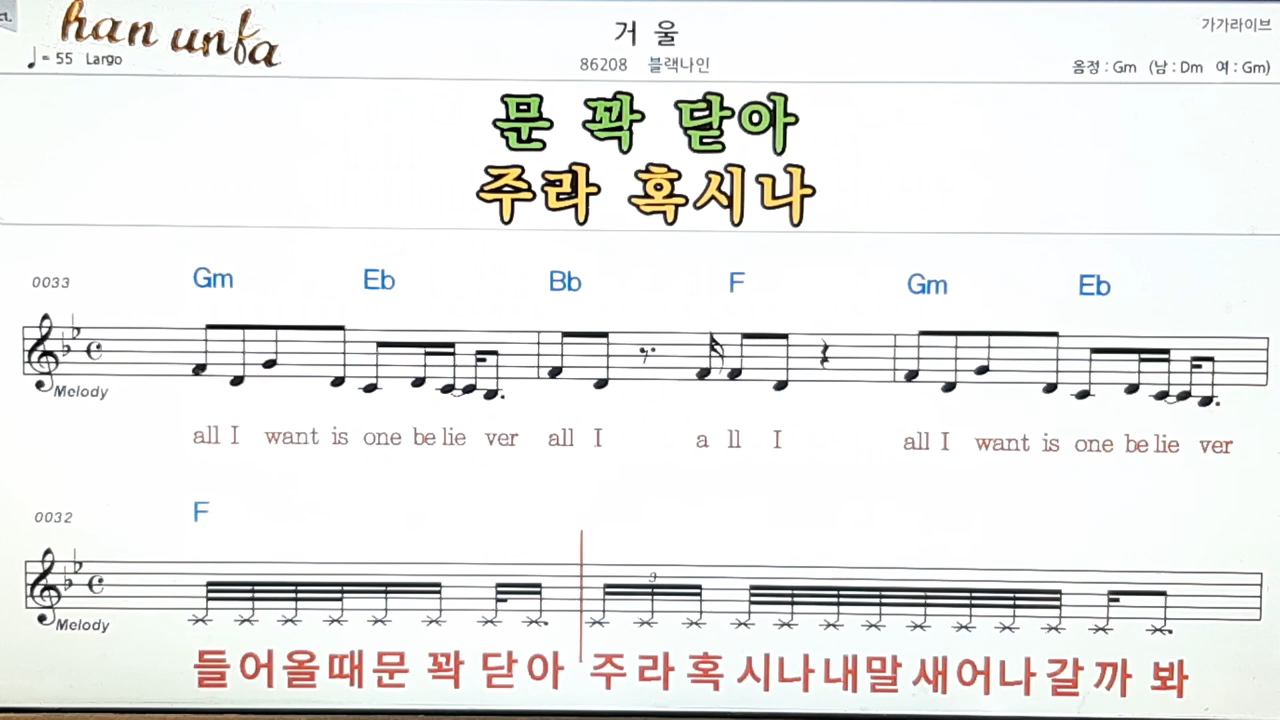 han unfa
♩= 55 Largo
거 울
86208 블랙나인
가가라이브
음정 : Gm (남 : Dm 여 : Gm)
문 꽉 닫아
주라 혹시나
0033
Gm Eb Bb F Gm Eb
Melody
all I want is one be lie ver all I a ll I all I want is one be lie ver
0032
F
3
Melody
들어올때문 꽉 닫아 주라혹 시나내말새어나갈까 봐